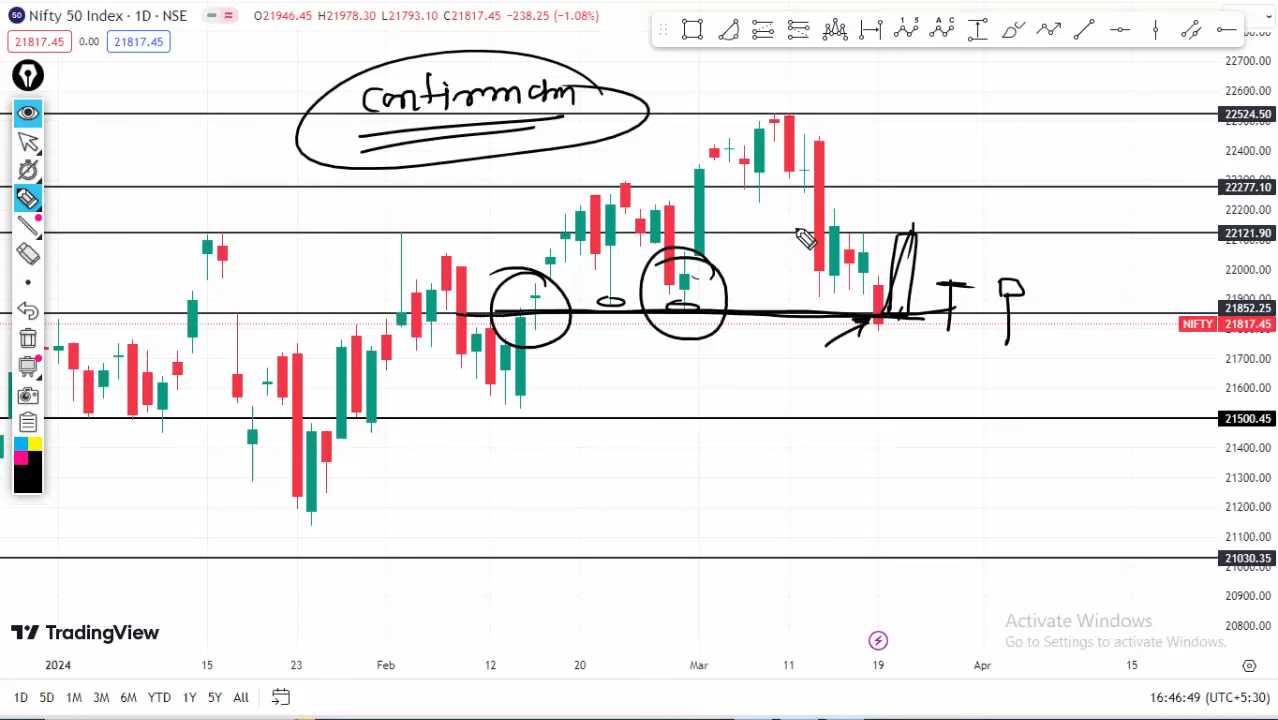 Nifty 50 Index · 1D · NSE O21946.45 H21978.30 L21793.10 C21817.45 -238.25 (-1.08%)
21817.45 0.00 21817.45
22700.00
22600.00
22524.50
22400.00
22277.10
22200.00
22121.90
22000.00
21900.00
21852.25
NIFTY 21817.45
21700.00
21600.00
21500.45
21400.00
21300.00
21200.00
21100.00
21030.35
20900.00
20800.00
I P
TradingView
Activate Windows
Go to Settings to activate Windows.
2024 15 23 Feb 12 20 Mar 11 19 Apr 15
1D 5D 1M 3M 6M YTD 1Y 5Y All 16:46:49 (UTC+5:30)